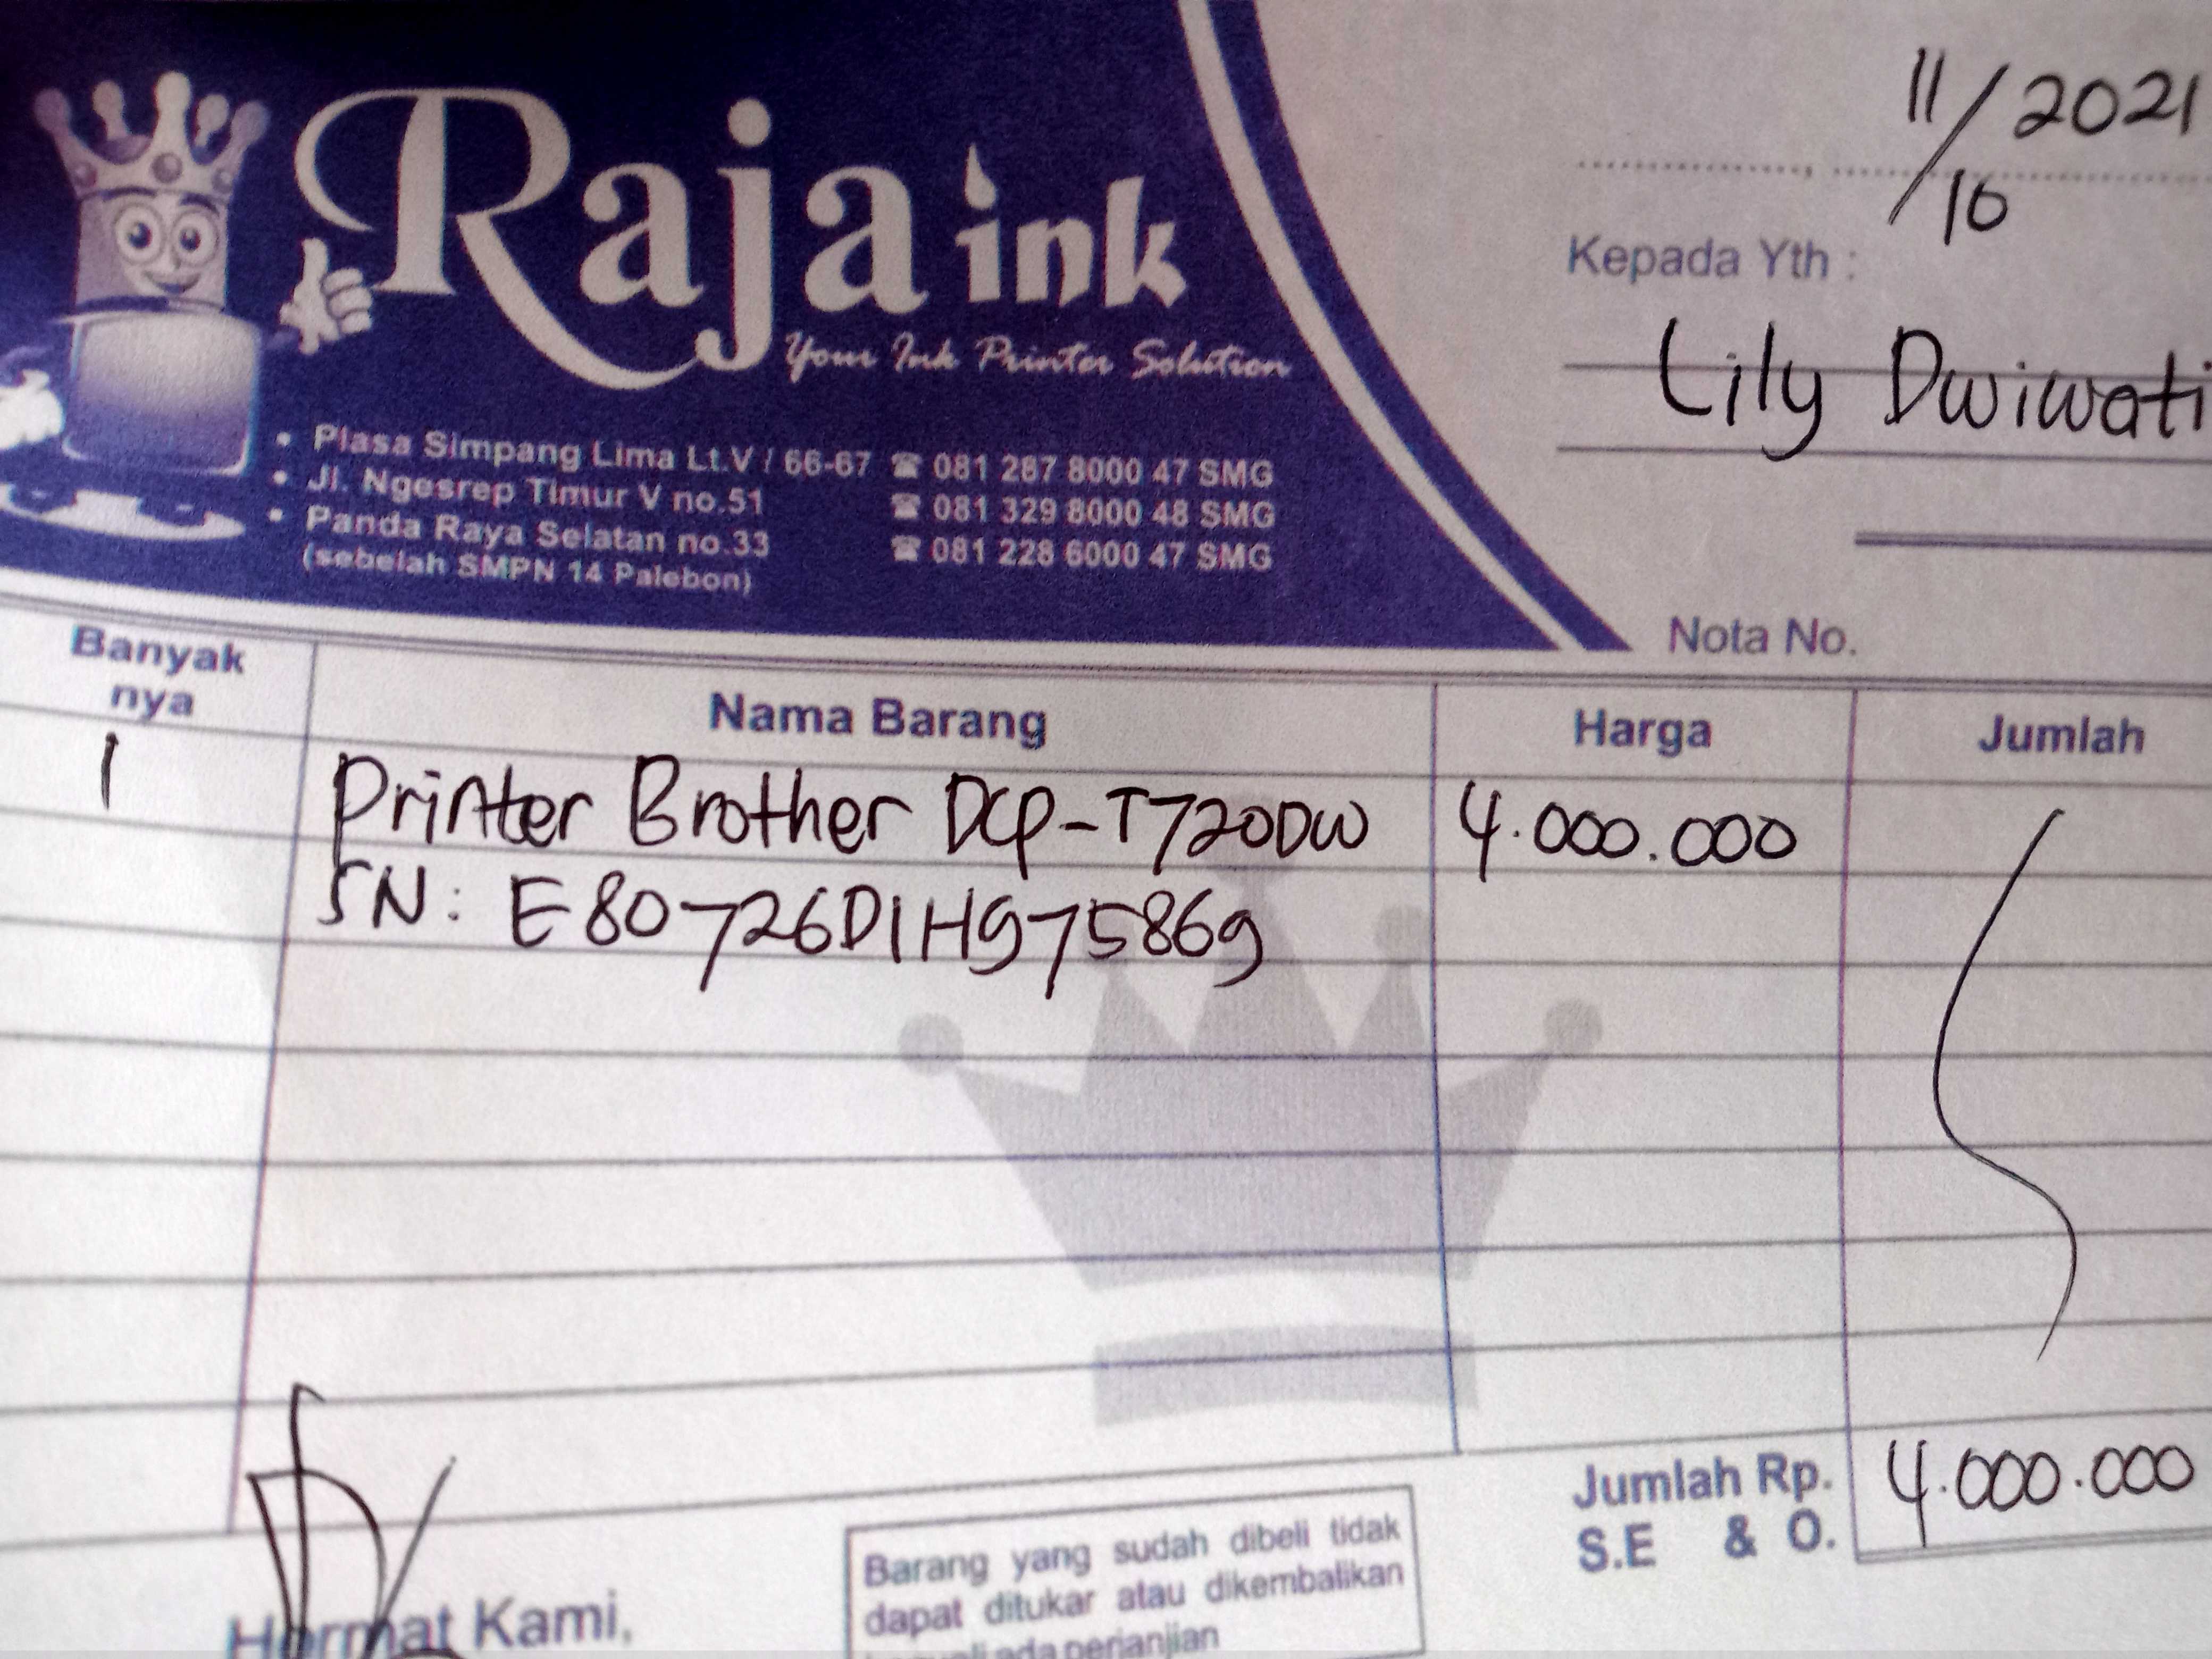 Raja ink
Your Ink Printer Solution
• Plasa Simpang Lima Lt.V / 66-67 ☎ 081 287 8000 47 SMG
• Jl. Ngesrep Timur V no.51 ☎ 081 329 8000 48 SMG
• Panda Raya Selatan no.33 ☎ 081 228 6000 47 SMG
(sebelah SMPN 14 Palebon)
11/10 2021
Kepada Yth :
Lily Dwiwati
Nota No.
Banyak nya Nama Barang Harga Jumlah
1 Printer Brother DCP-T720DW 4.000.000
SN: E80726D1H975869
Jumlah Rp. 4.000.000
S.E & O.
Hormat Kami,
Barang yang sudah dibeli tidak
dapat ditukar atau dikembalikan
ada perjanjian